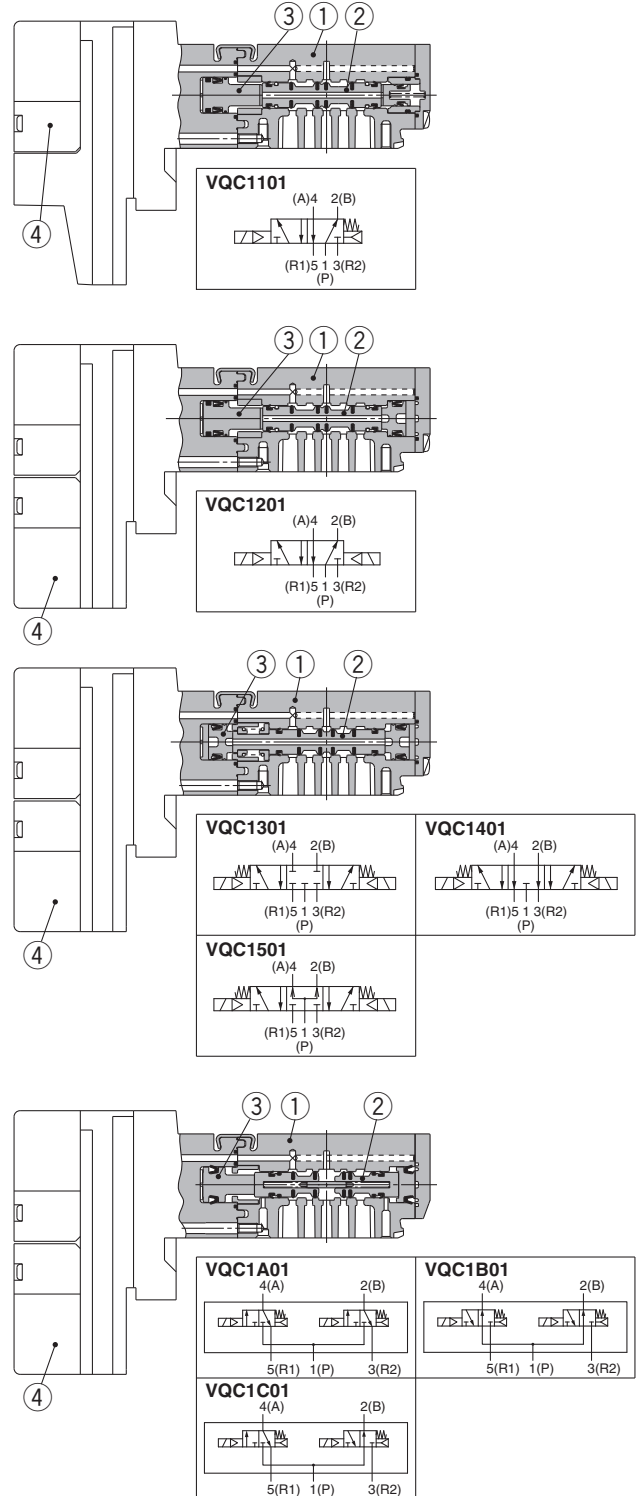 ③ ① ②
④
VQC1101
(A)4 2(B)
(R1)5 1 3(R2)
(P)
③ ① ②
VQC1201
(A)4 2(B)
(R1)5 1 3(R2)
(P)
④
③ ① ②
VQC1301
(A)4 2(B)
(R1)5 1 3(R2)
(P)
VQC1401
(A)4 2(B)
(R1)5 1 3(R2)
(P)
④
VQC1501
(A)4 2(B)
(R1)5 1 3(R2)
(P)
③ ① ②
VQC1A01
4(A) 2(B)
5(R1) 1(P) 3(R2)
VQC1B01
4(A) 2(B)
5(R1) 1(P) 3(R2)
④
VQC1C01
4(A) 2(B)
5(R1) 1(P) 3(R2)